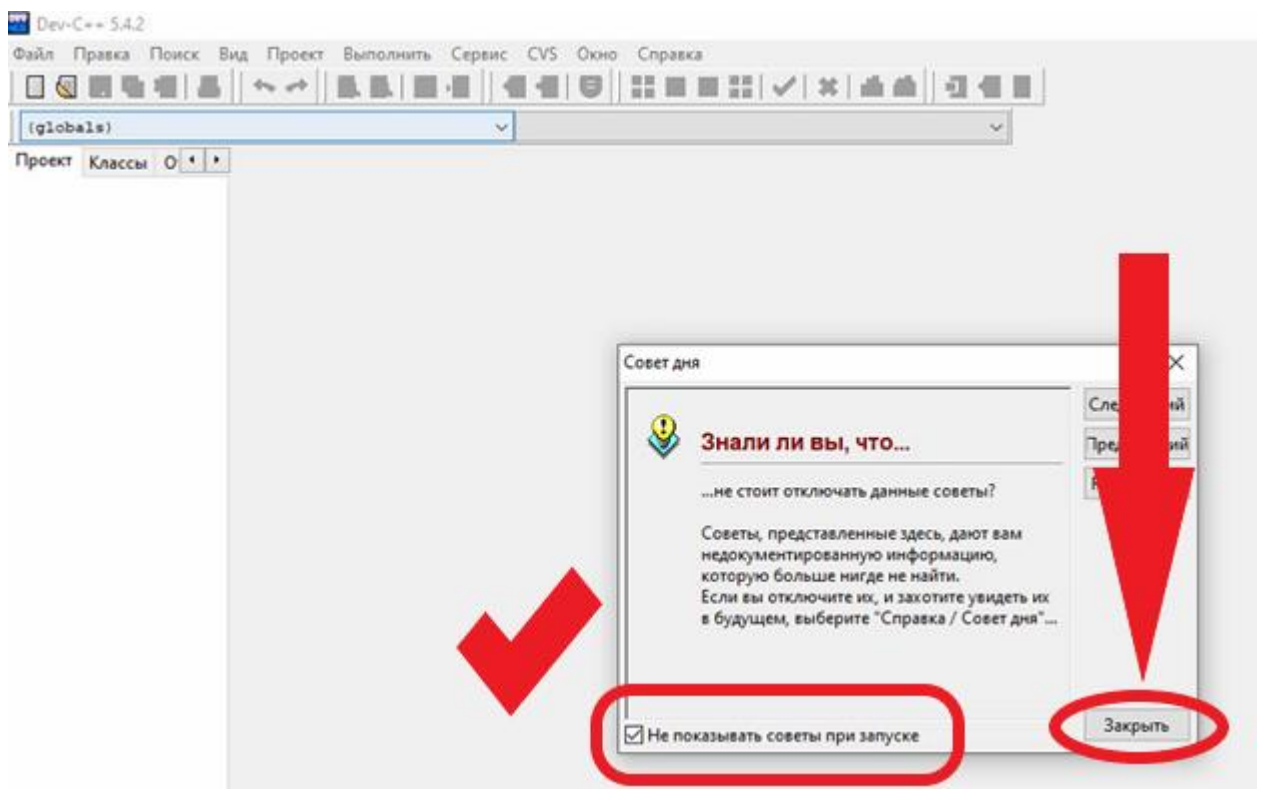 Dev-C++ 5.4.2
Файл Правка Поиск Вид Проект Выполнить Сервис CVS Окно Справка
(globals)
Проект Классы О
Совет дня
Знали ли вы, что...
...не стоит отключать данные советы?
Советы, представленные здесь, дают вам
недокументированную информацию,
которую больше нигде не найти.
Если вы отключите их, и захотите увидеть их
в будущем, выберите "Справка / Совет дня"...
Не показывать советы при запуске
Закрыть